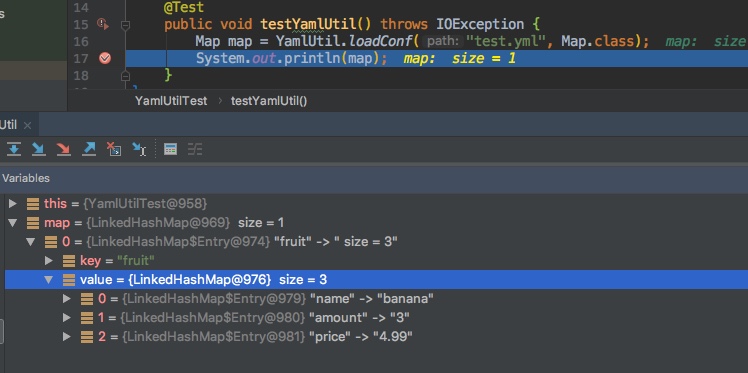 s
14 @Test
15 public void testYamlUtil() throws IOException {
16 Map map = YamlUtil.loadConf( path: "test.yml", Map.class); map: size
17 System.out.println(map); map: size = 1
18 }
YamlUtilTest › testYamlUtil()
Util ×
Variables
this = {YamlUtilTest@958}
map = {LinkedHashMap@969} size = 1
0 = {LinkedHashMap$Entry@974} "fruit" -> " size = 3"
key = "fruit"
value = {LinkedHashMap@976} size = 3
0 = {LinkedHashMap$Entry@979} "name" -> "banana"
1 = {LinkedHashMap$Entry@980} "amount" -> "3"
2 = {LinkedHashMap$Entry@981} "price" -> "4.99"